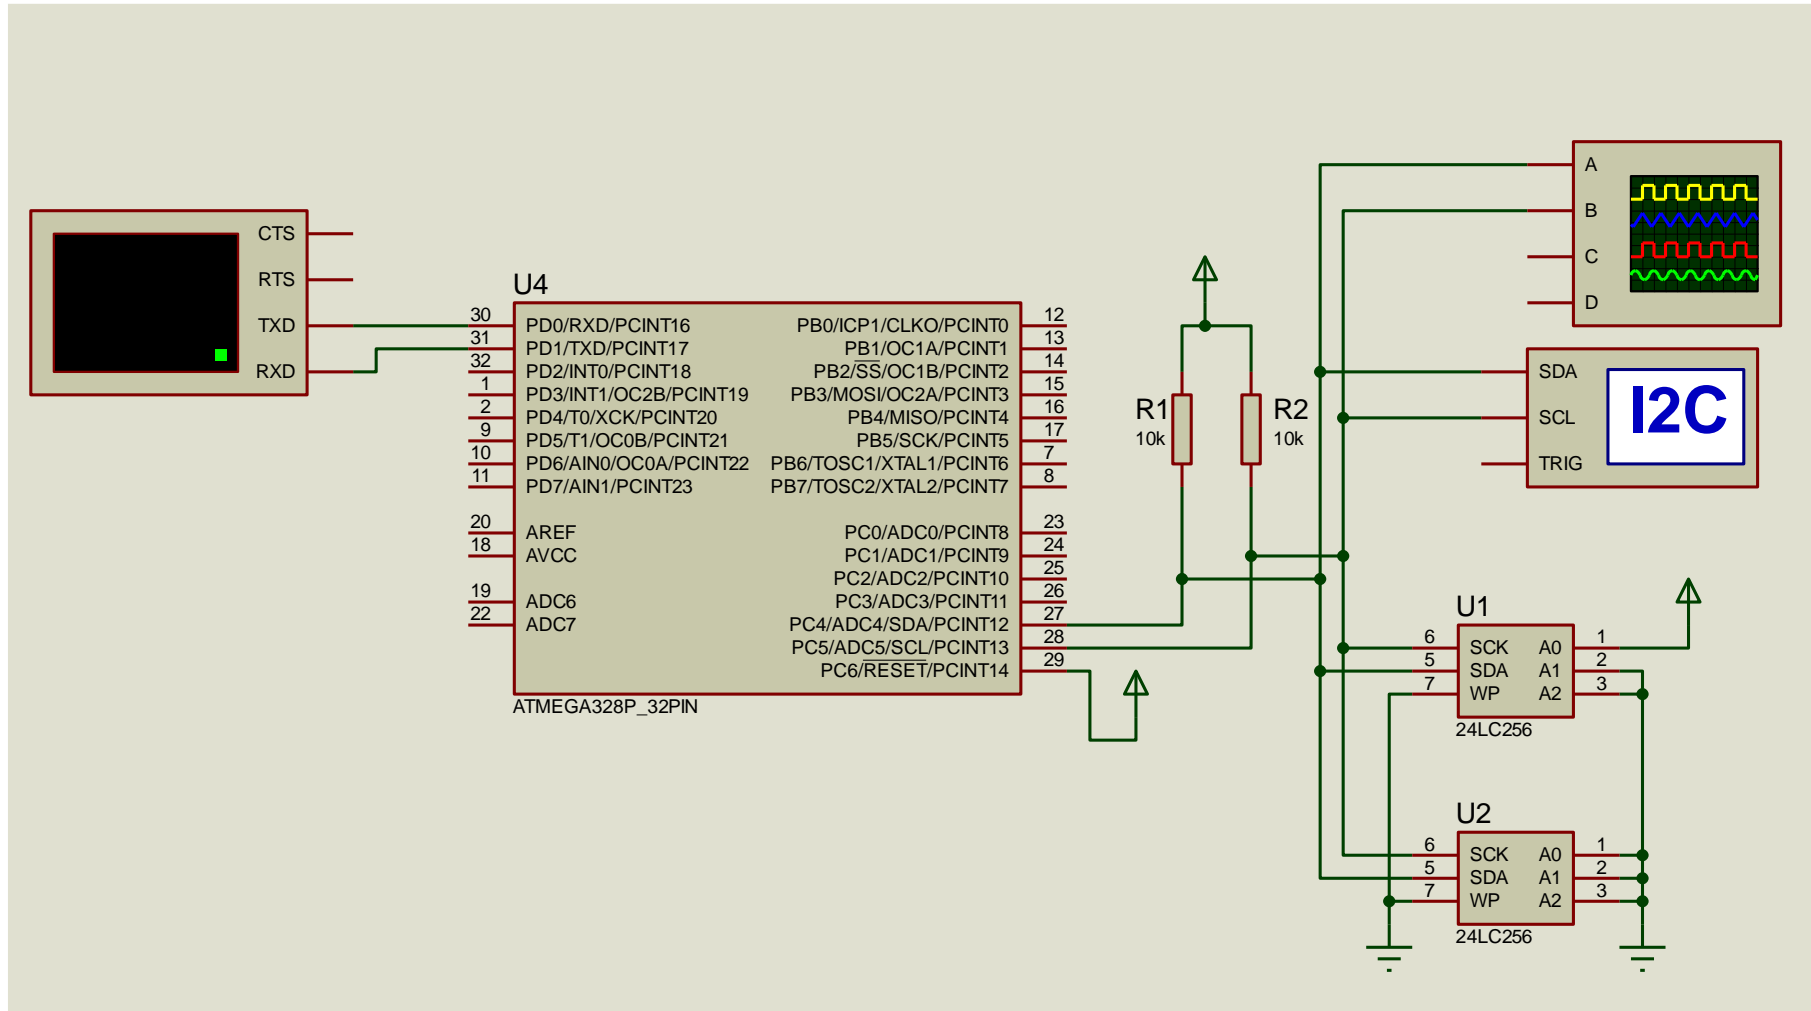 CTS
RTS
TXD
RXD
U4
30 PD0/RXD/PCINT16
31 PD1/TXD/PCINT17
32 PD2/INT0/PCINT18
1 PD3/INT1/OC2B/PCINT19
2 PD4/T0/XCK/PCINT20
9 PD5/T1/OC0B/PCINT21
10 PD6/AIN0/OC0A/PCINT22
11 PD7/AIN1/PCINT23
20 AREF
18 AVCC
19 ADC6
22 ADC7
PB0/ICP1/CLKO/PCINT0 12
PB1/OC1A/PCINT1 13
PB2/SS/OC1B/PCINT2 14
PB3/MOSI/OC2A/PCINT3 15
PB4/MISO/PCINT4 16
PB5/SCK/PCINT5 17
PB6/TOSC1/XTAL1/PCINT6 7
PB7/TOSC2/XTAL2/PCINT7 8
PC0/ADC0/PCINT8 23
PC1/ADC1/PCINT9 24
PC2/ADC2/PCINT10 25
PC3/ADC3/PCINT11 26
PC4/ADC4/SDA/PCINT12 27
PC5/ADC5/SCL/PCINT13 28
PC6/RESET/PCINT14 29
ATMEGA328P_32PIN
R1
10k
R2
10k
A
B
C
D
SDA
SCL
TRIG
I2C
U1
6 SCK A0 1
5 SDA A1 2
7 WP A2 3
24LC256
U2
6 SCK A0 1
5 SDA A1 2
7 WP A2 3
24LC256